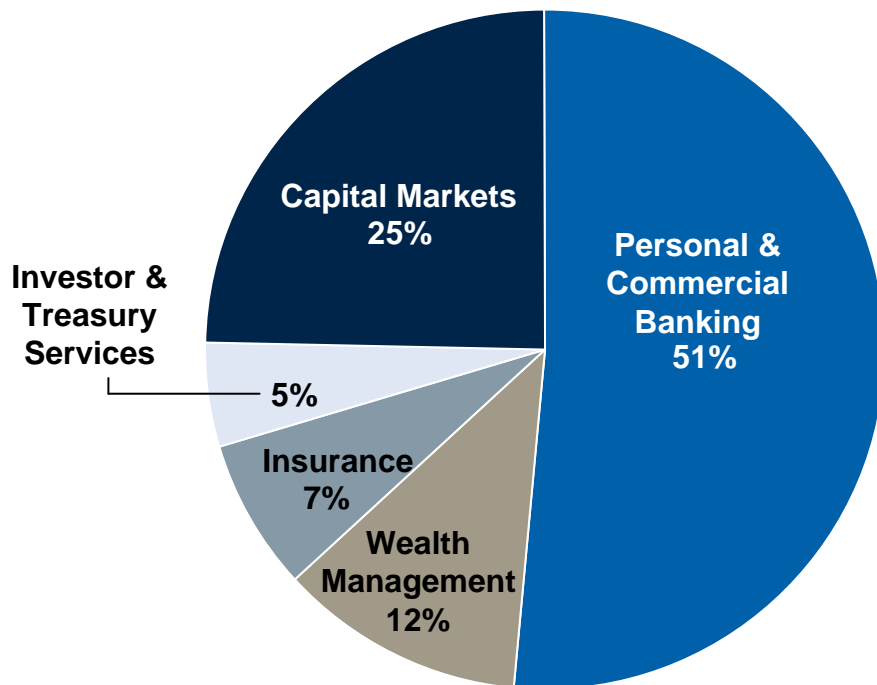 Capital Markets
25%
Personal &
Commercial
Banking
51%
Investor &
Treasury
Services
5%
Insurance
7%
Wealth
Management
12%